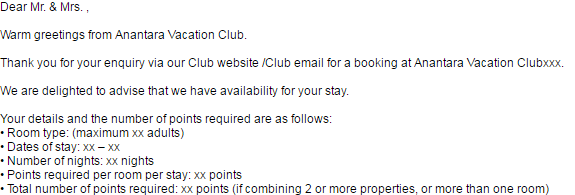 Dear Mr. & Mrs. ,
Warm greetings from Anantara Vacation Club.
Thank you for your enquiry via our Club website /Club email for a booking at Anantara Vacation Clubxxx.
We are delighted to advise that we have availability for your stay.
Your details and the number of points required are as follows:
• Room type: (maximum xx adults)
• Dates of stay: xx – xx
• Number of nights: xx nights
• Points required per room per stay: xx points
• Total number of points required: xx points (if combining 2 or more properties, or more than one room)